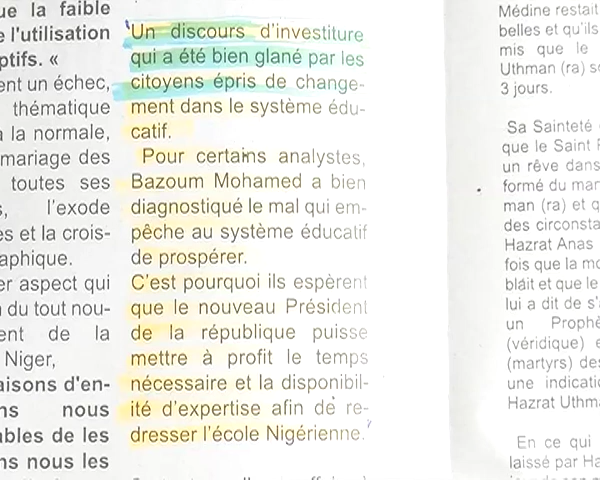 ue la faible
e l'utilisation
ptifs. «
ent un échec,
thématique
à la normale,
mariage des
toutes ses
s, l'exode
es et la crois-
aphique.
er aspect qui
du tout nou-
ent de la
Niger,
aisons d'en-
ns nous
ables de les
ns nous les
Un discours d'investiture
qui a été bien glané par les
citoyens épris de change-
ment dans le système édu-
catif.
Pour certains analystes,
Bazoum Mohamed a bien
diagnostiqué le mal qui em-
pêche au système éducatif
de prospérer.
C'est pourquoi ils espèrent
que le nouveau Président
de la république puisse
mettre à profit le temps
nécessaire et la disponibil-
ité d'expertise afin de re-
dresser l'école Nigérienne.
Médine restait
belles et qu'ils
mis que le
Uthman (ra) so
3 jours.
Sa Sainteté
que le Saint P
un rêve dans
formé du mar
man (ra) et q
des circonsta
Hazrat Anas
fois que la mo
blâit et que le
lui a dit de s'
un Prophè
(véridique) e
(martyrs) des
une indicati
Hazrat Uthma
En ce qui
laissé par Ha